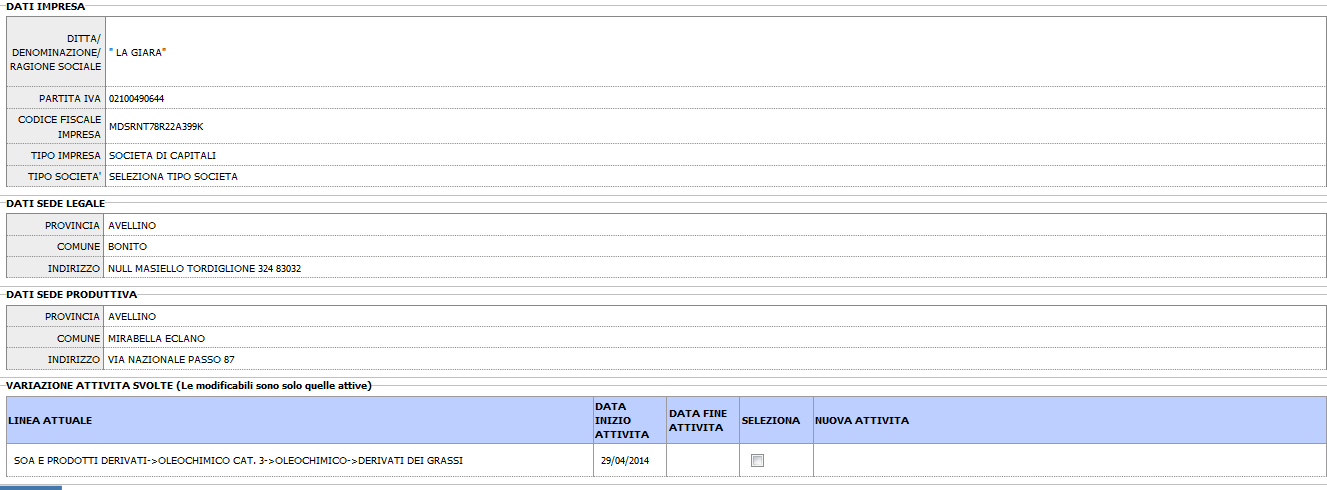 DATI IMPRESA
DITTA/
DENOMINAZIONE/
RAGIONE SOCIALE
" LA GIARA"
PARTITA IVA 02100490644
CODICE FISCALE
IMPRESA
MDSRNT78R22A399K
TIPO IMPRESA SOCIETA DI CAPITALI
TIPO SOCIETA' SELEZIONA TIPO SOCIETA
DATI SEDE LEGALE
PROVINCIA AVELLINO
COMUNE BONITO
INDIRIZZO NULL MASIELLO TORDIGLIONE 324 83032
DATI SEDE PRODUTTIVA
PROVINCIA AVELLINO
COMUNE MIRABELLA ECLANO
INDIRIZZO VIA NAZIONALE PASSO 87
VARIAZIONE ATTIVITA SVOLTE (Le modificabili sono solo quelle attive)
LINEA ATTUALE
DATA
INIZIO
ATTIVITA
DATA FINE
ATTIVITA
SELEZIONA
NUOVA ATTIVITA
SOA E PRODOTTI DERIVATI->OLEOCHIMICO CAT. 3->OLEOCHIMICO->DERIVATI DEI GRASSI
29/04/2014